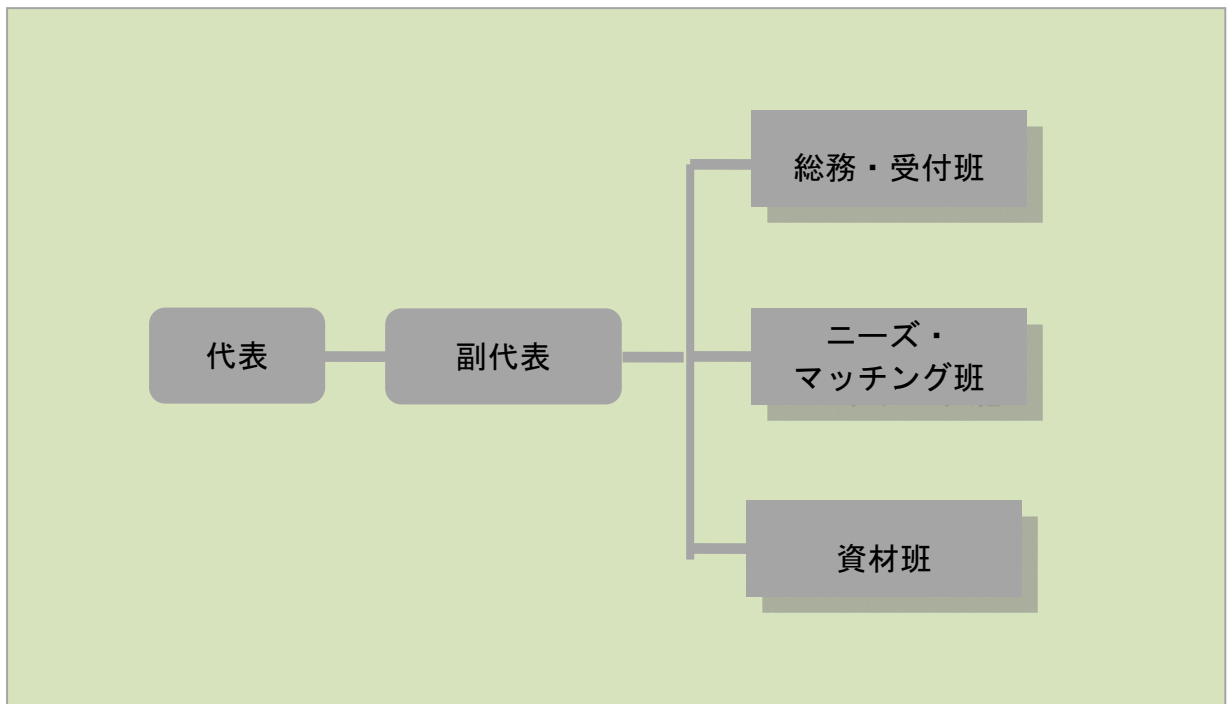 総務・受付班
代表
副代表
ニーズ・
マッチング班
資材班